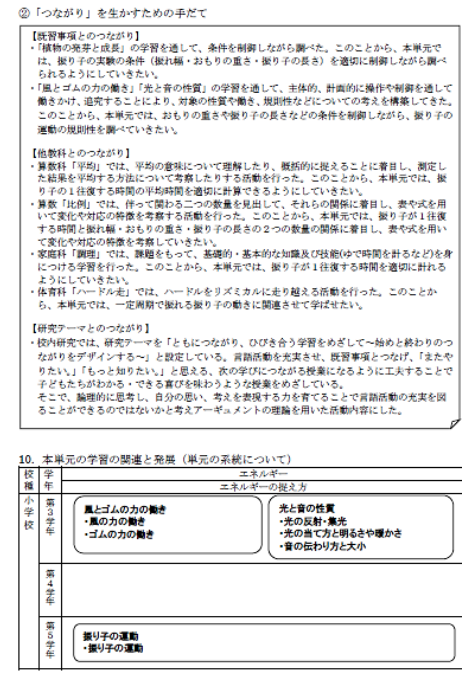 ②「つながり」を生かすための手だて
【既習事項とのつながり】
・「植物の発芽と成長」の学習を通して、条件を制御しながら調べた。このことから、本単元で
は、振り子の実験の条件（振れ幅・おもりの重さ・振り子の長さ）を適切に制御しながら調べ
られるようにしていきたい。
・「風とゴムの力の働き」「光と音の性質」の学習を通して、主体的、計画的に操作や制御を通して
働きかけ、追究することにより、対象の性質や働き、規則性などについての考えを構築してきた。
このことから、本単元では、おもりの重さや振り子の長さなどの条件を制御しながら、振り子の
運動の規則性を調べていきたい。
【他教科とのつながり】
・算数科「平均」では、平均の意味について理解したり、概括的に捉えることに着目し、測定し
た結果を平均する方法について考察したりする活動を行った。このことから、本単元では、振
り子の1往復する時間の平均時間を適切に計算できるようにしていきたい。
・算数「比例」では、伴って関わる二つの数量を見出して、それらの関係に着目し、表や式を用
いて変化や対応の特徴を考察する活動を行った。このことから、本単元では、振り子が1往復
する時間と振れ幅・おもりの重さ・振り子の長さの2つの数量の関係に着目し、表や式を用い
て変化や対応の特徴を考察していきたい。
・家庭科「調理」では、課題をもって、基礎的・基本的な知識及び技能(ゆで時間を計るなど)を身
につける学習を行った。このことから、本単元では、振り子が1往復する時間を適切に計れる
ようにしていきたい。
・体育科「ハードル走」では、ハードルをリズミカルに走り越える活動を行った。このことか
ら、本単元では、一定周期で振れる振り子の動きに関連させて学ばせたい。
【研究テーマとのつながり】
・校内研究では、研究テーマを「ともにつながり、ひびき合う学習をめざして～始めと終わりのつ
ながりをデザインする～」と設定している。言語活動を充実させ、既習事項とつなげ、「またや
りたい。」「もっと知りたい。」と思える、次の学びにつながる授業になるように工夫することで
子どもたちがわかる・できる喜びを味わうような授業をめざしている。
そこで、論理的に思考し、自分の思い、考えを表現する力を育てることで言語活動の充実を図
ることができるのではないかと考えアーギュメントの理論を用いた活動内容にした。
10. 本単元の学習の関連と発展（単元の系統について）
校種 学年 エネルギー
エネルギーの捉え方
小学校 第3学年
風とゴムの力の働き
・風の力の働き
・ゴムの力の働き
光と音の性質
・光の反射・集光
・光の当て方と明るさや暖かさ
・音の伝わり方と大小
第4学年
第5学年
振り子の運動
・振り子の運動